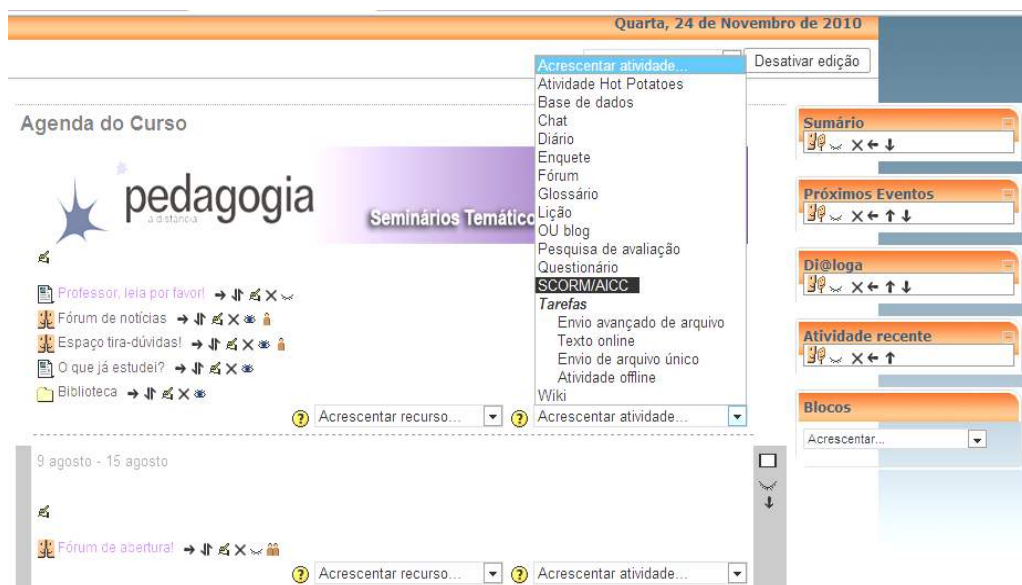 Quarta, 24 de Novembro de 2010
Desativar edição
Acrescentar atividade...
Atividade Hot Potatoes
Base de dados
Chat
Diário
Enquete
Fórum
Glossário
Lição
OU blog
Pesquisa de avaliação
Questionário
SCORM/AICC
Tarefas
Envio avançado de arquivo
Texto online
Envio de arquivo único
Atividade offline
Wiki
Agenda do Curso
pedagogia
a distância
Seminários Temático
Professor, leia por favor!
Fórum de notícias
Espaço tira-dúvidas!
O que já estudei?
Biblioteca
Acrescentar recurso... Acrescentar atividade...
9 agosto - 15 agosto
Fórum de abertura!
Acrescentar recurso... Acrescentar atividade...
Sumário
Próximos Eventos
Di@loga
Atividade recente
Blocos
Acrescentar...